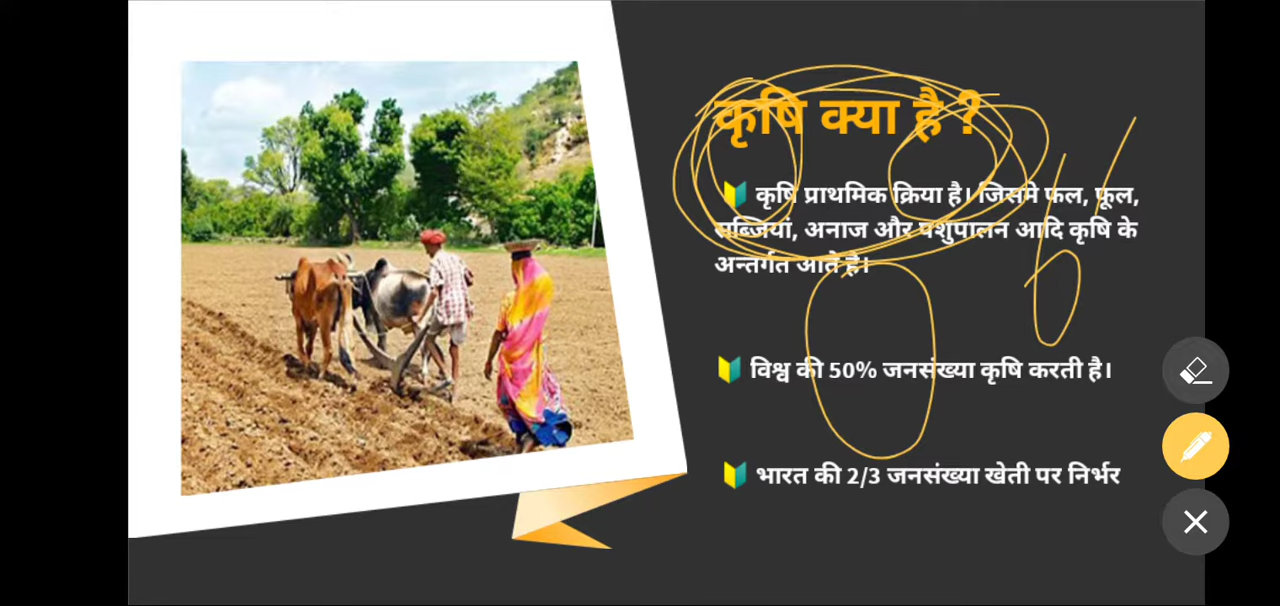 कृषि क्या है ?
कृषि प्राथमिक क्रिया है। जिसमे फल, फूल,
सब्जियां, अनाज और पशुपालन आदि कृषि के
अन्तर्गत आते है।
विश्व की 50% जनसंख्या कृषि करती है।
भारत की 2/3 जनसंख्या खेती पर निर्भर